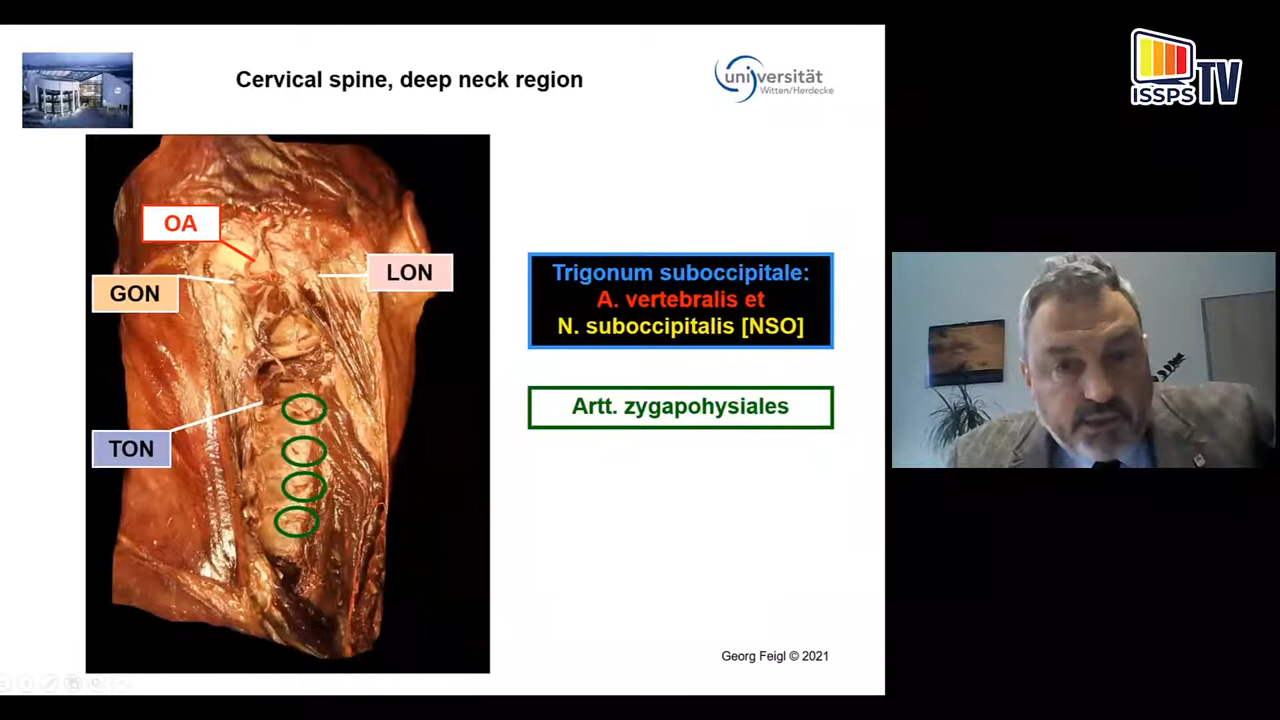 Cervical spine, deep neck region
universität
Witten/Herdecke
ISSPS TV
OA
GON
LON
TON
Trigonum suboccipitale:
A. vertebralis et
N. suboccipitalis [NSO]
Artt. zygapohysiales
Georg Feigl © 2021